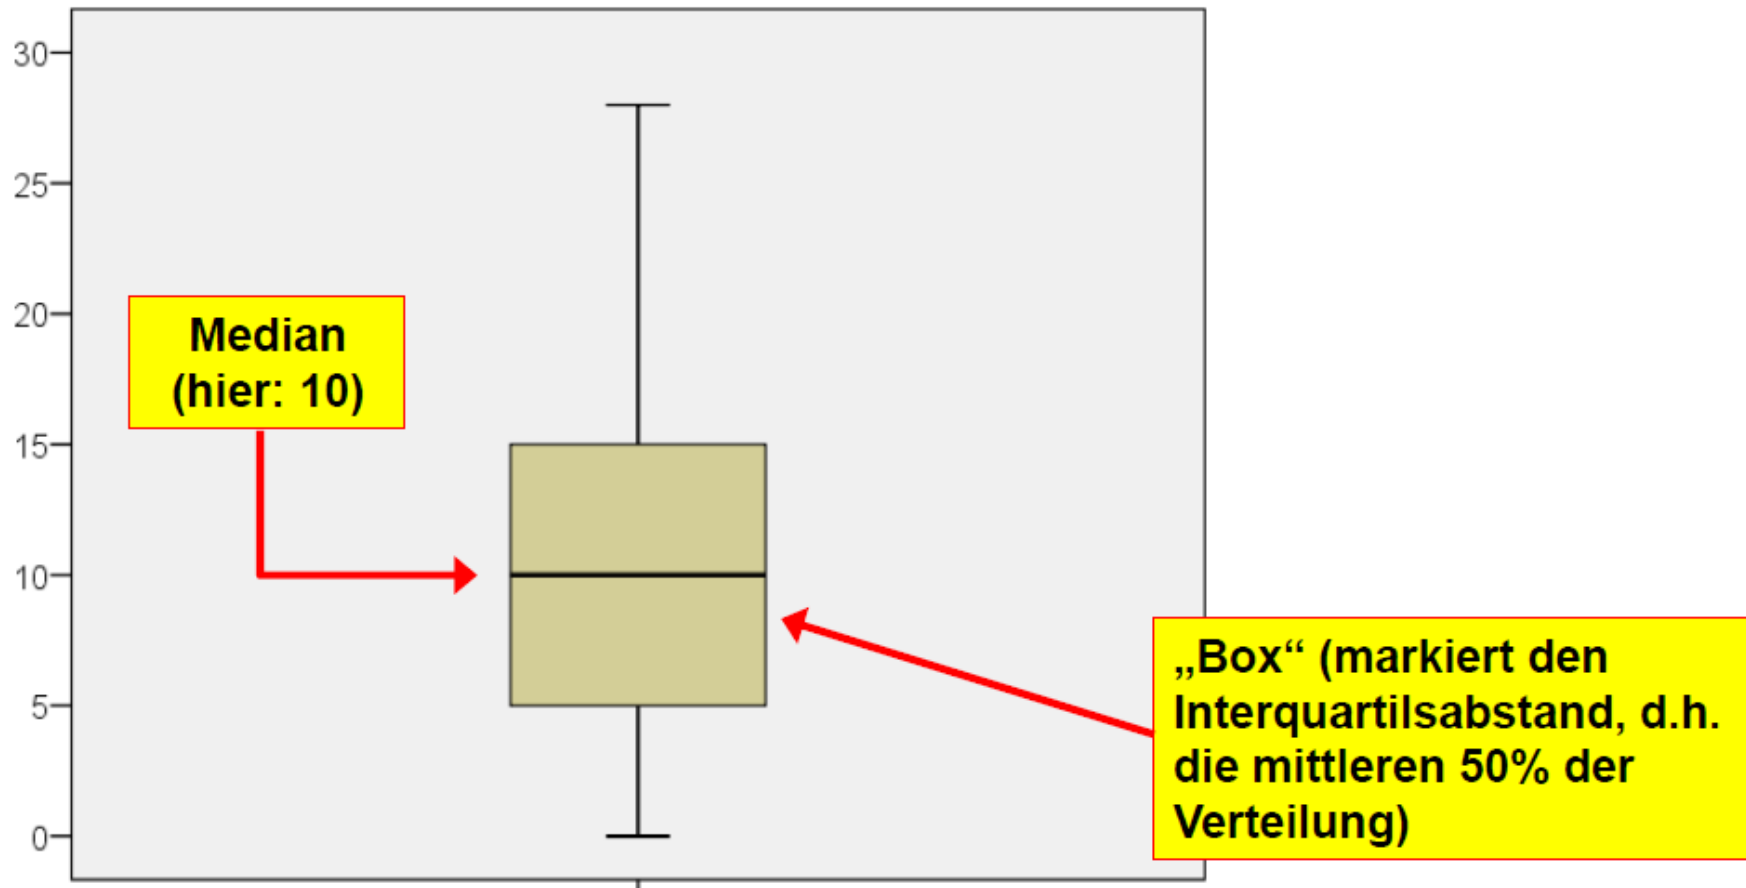 30
25
20
15
10
5
0
Median
(hier: 10)
„Box“ (markiert den
Interquartilsabstand, d.h.
die mittleren 50% der
Verteilung)